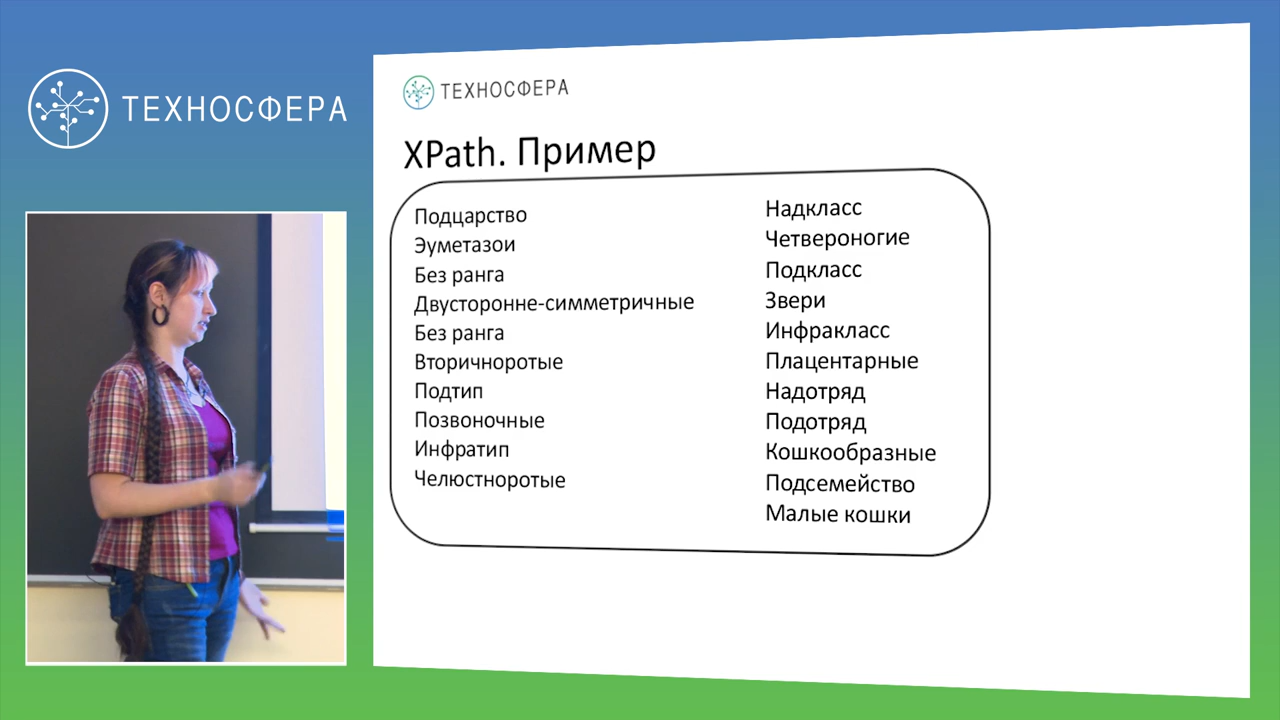 ТЕХНОСФЕРА
ТЕХНОСФЕРА
XPath. Пример
Подцарство
Эуметазои
Без ранга
Двусторонне-симметричные
Без ранга
Вторичноротые
Подтип
Позвоночные
Инфратип
Челюстноротые
Надкласс
Четвероногие
Подкласс
Звери
Инфракласс
Плацентарные
Надотряд
Подотряд
Кошкообразные
Подсемейство
Малые кошки